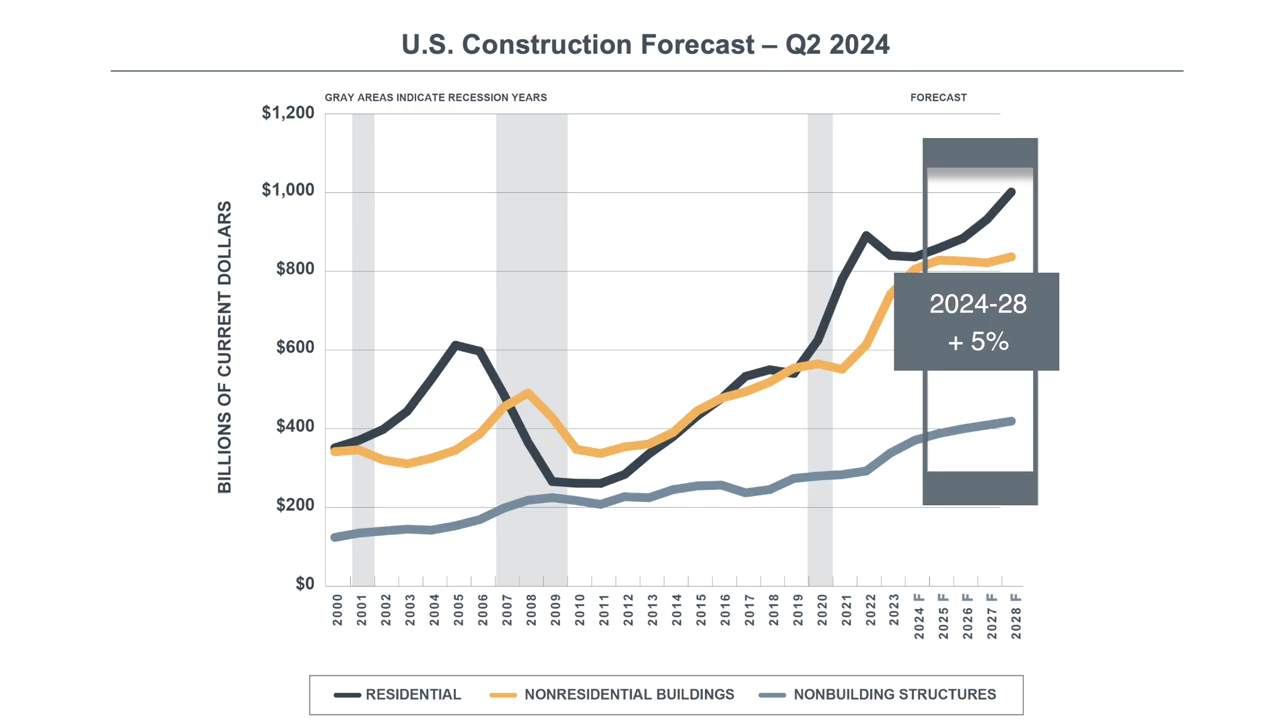 U.S. Construction Forecast – Q2 2024
GRAY AREAS INDICATE RECESSION YEARS
FORECAST
BILLIONS OF CURRENT DOLLARS
$1,200
$1,000
$800
$600
$400
$200
$0
2024-28
+ 5%
2000
2001
2002
2003
2004
2005
2006
2007
2008
2009
2010
2011
2012
2013
2014
2015
2016
2017
2018
2019
2020
2021
2022
2023
2024 F
2025 F
2026 F
2027 F
2028 F
RESIDENTIAL
NONRESIDENTIAL BUILDINGS
NONBUILDING STRUCTURES